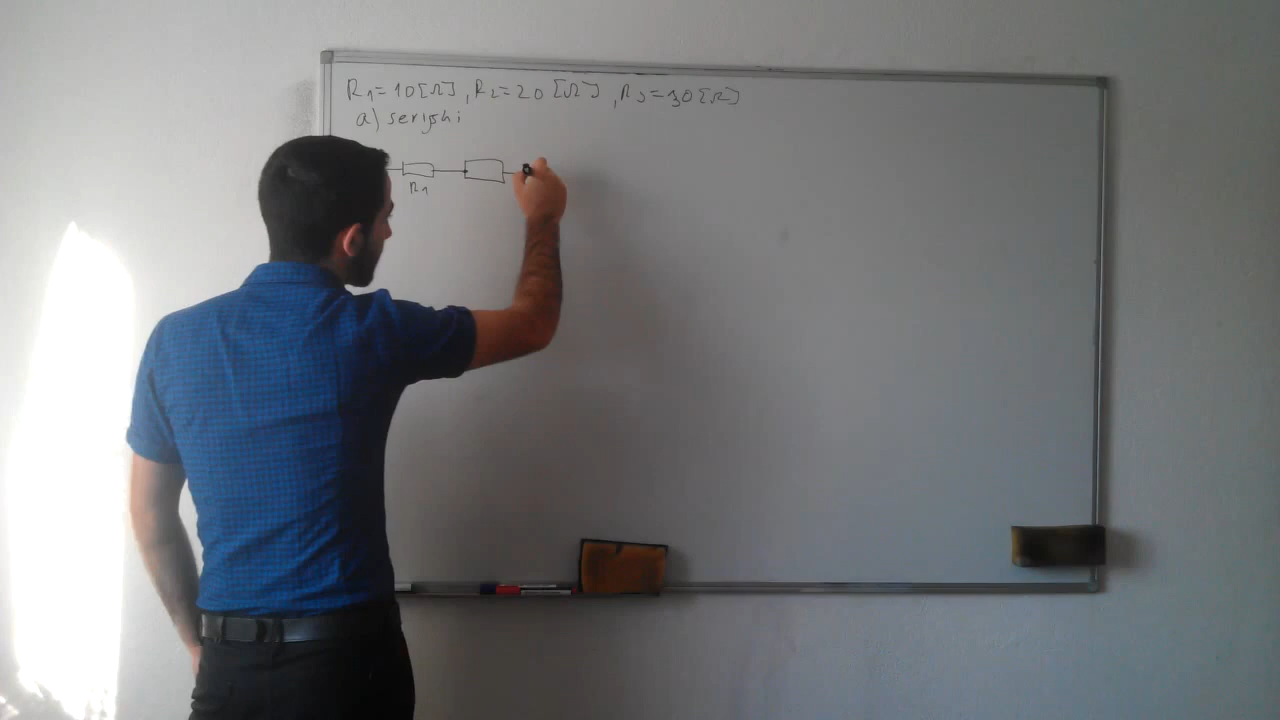 R1=10[Ω], R2=20[Ω], R3=30[Ω]
a) serijski
R1